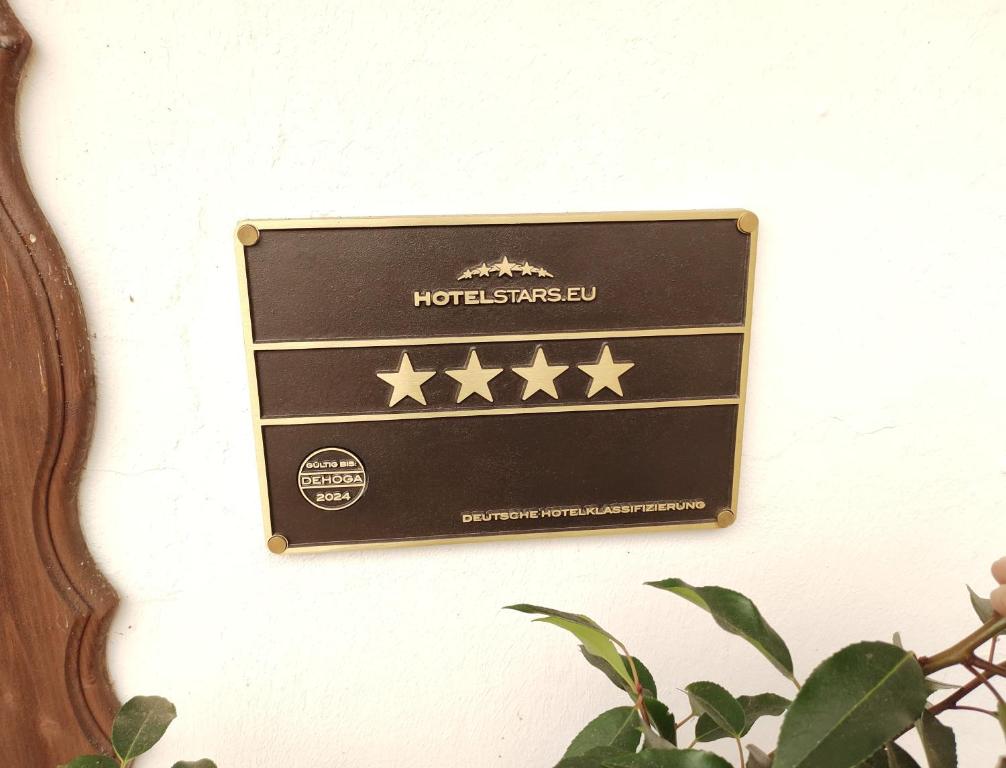 HOTELSTARS.EU
GÜLTIG BIS:
DEHOGA
2024
DEUTSCHE HOTELKLASSIFIZIERUNG